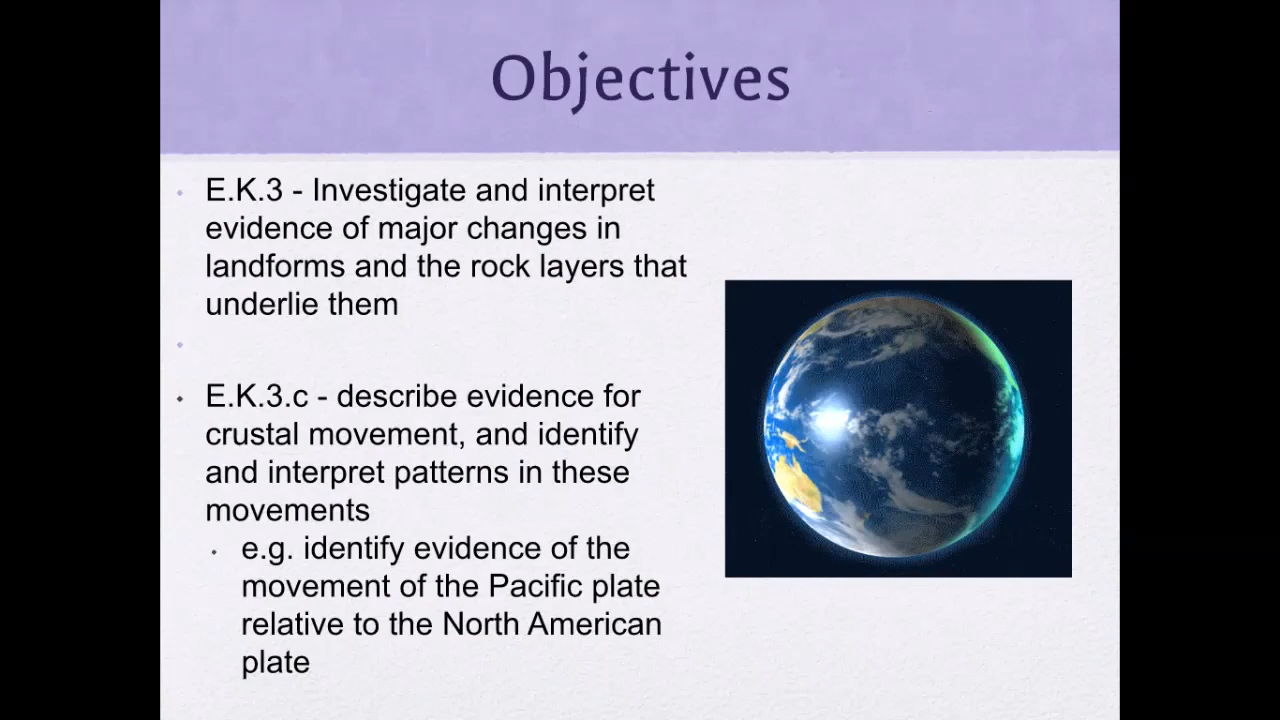 Objectives
E.K.3 - Investigate and interpret
evidence of major changes in
landforms and the rock layers that
underlie them
E.K.3.c - describe evidence for
crustal movement, and identify
and interpret patterns in these
movements
e.g. identify evidence of the
movement of the Pacific plate
relative to the North American
plate